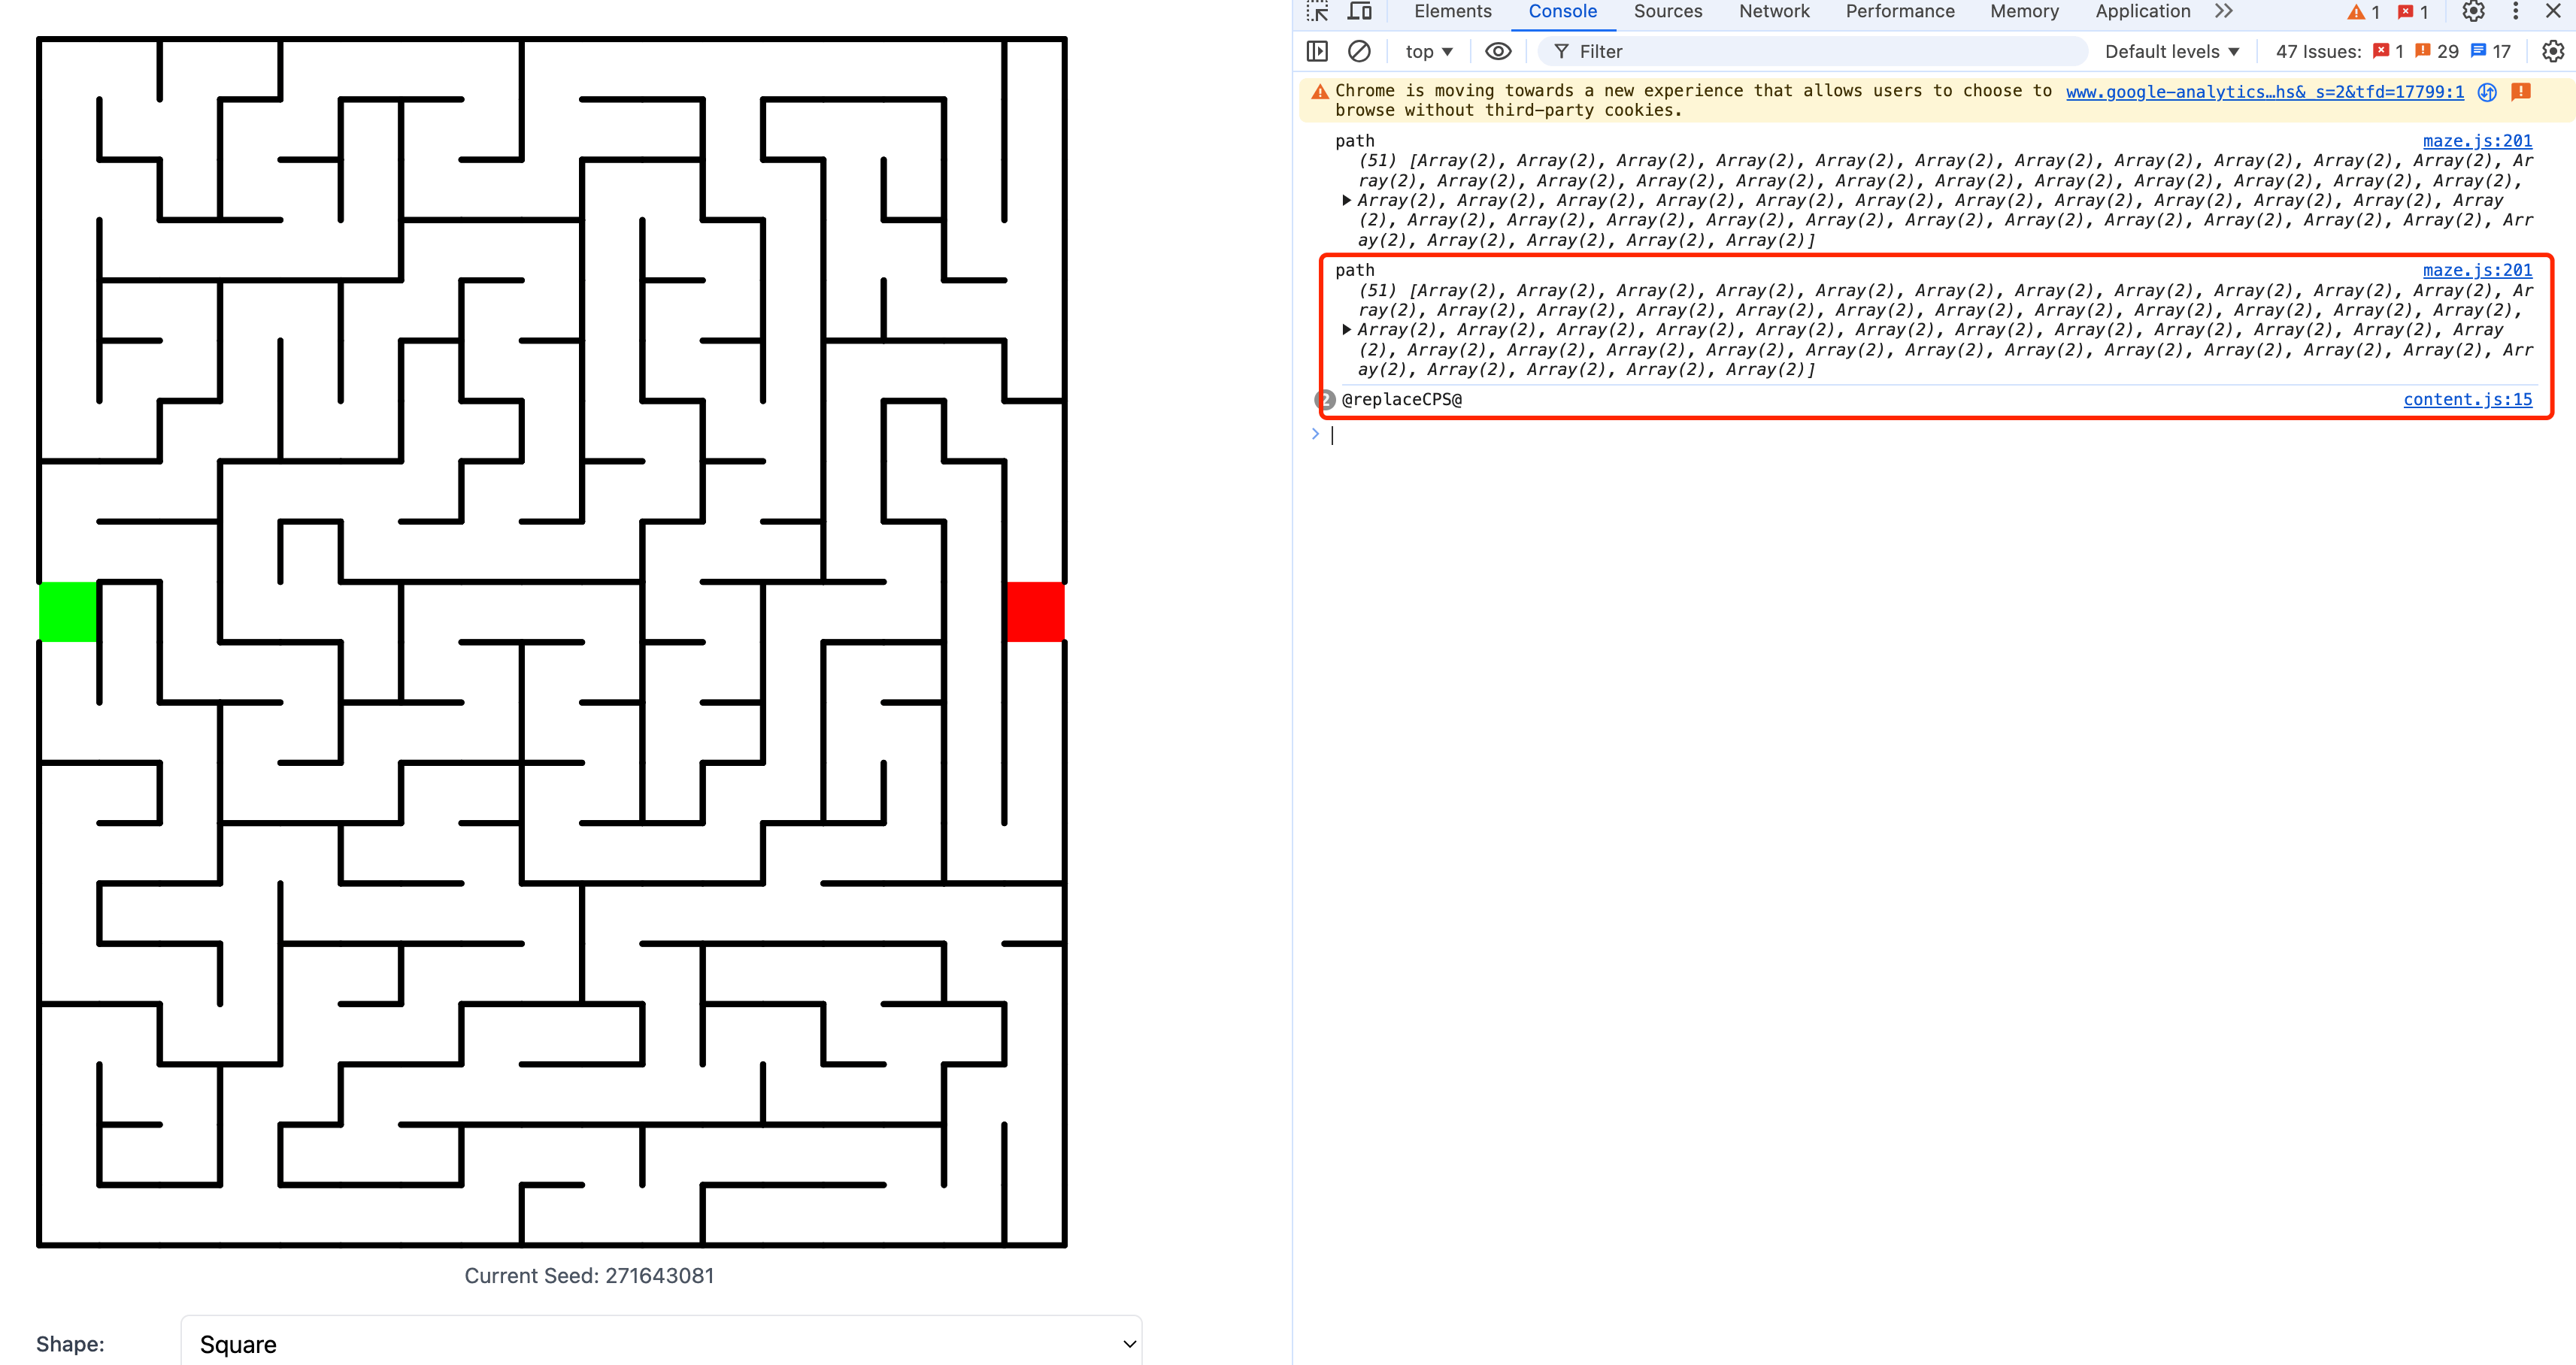 Elements Console Sources Network Performance Memory Application 1 1
top Filter Default levels 47 Issues: 1 29 17
Chrome is moving towards a new experience that allows users to choose to www.google-analytics…hs&_s=2&tfd=17799:1
browse without third-party cookies.
path maze.js:201
(51) [Array(2), Array(2), Array(2), Array(2), Array(2), Array(2), Array(2), Array(2), Array(2), Array(2), Array(2), Ar
ray(2), Array(2), Array(2), Array(2), Array(2), Array(2), Array(2), Array(2), Array(2), Array(2), Array(2), Array(2),
Array(2), Array(2), Array(2), Array(2), Array(2), Array(2), Array(2), Array(2), Array(2), Array(2), Array(2), Array
(2), Array(2), Array(2), Array(2), Array(2), Array(2), Array(2), Array(2), Array(2), Array(2), Array(2), Array(2), Arr
ay(2), Array(2), Array(2), Array(2), Array(2)]
path maze.js:201
(51) [Array(2), Array(2), Array(2), Array(2), Array(2), Array(2), Array(2), Array(2), Array(2), Array(2), Array(2), Ar
ray(2), Array(2), Array(2), Array(2), Array(2), Array(2), Array(2), Array(2), Array(2), Array(2), Array(2), Array(2),
Array(2), Array(2), Array(2), Array(2), Array(2), Array(2), Array(2), Array(2), Array(2), Array(2), Array(2), Array
(2), Array(2), Array(2), Array(2), Array(2), Array(2), Array(2), Array(2), Array(2), Array(2), Array(2), Array(2), Arr
ay(2), Array(2), Array(2), Array(2), Array(2)]
2 @replaceCPS@ content.js:15
Current Seed: 271643081
Shape: Square